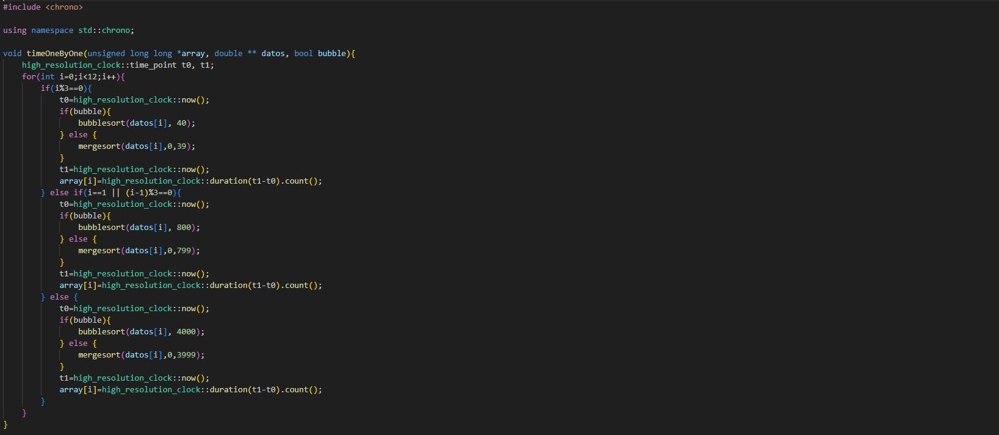 #include <chrono>
using namespace std::chrono;
void timeOneByOne(unsigned long long *array, double ** datos, bool bubble){
high_resolution_clock::time_point t0, t1;
for(int i=0;i<12;i++){
if(i%3==0){
t0=high_resolution_clock::now();
if(bubble){
bubblesort(datos[i], 40);
} else {
mergesort(datos[i],0,39);
}
t1=high_resolution_clock::now();
array[i]=high_resolution_clock::duration(t1-t0).count();
} else if(i==1 || (i-1)%3==0){
t0=high_resolution_clock::now();
if(bubble){
bubblesort(datos[i], 800);
} else {
mergesort(datos[i],0,799);
}
t1=high_resolution_clock::now();
array[i]=high_resolution_clock::duration(t1-t0).count();
} else {
t0=high_resolution_clock::now();
if(bubble){
bubblesort(datos[i], 4000);
} else {
mergesort(datos[i],0,3999);
}
t1=high_resolution_clock::now();
array[i]=high_resolution_clock::duration(t1-t0).count();
}
}
}